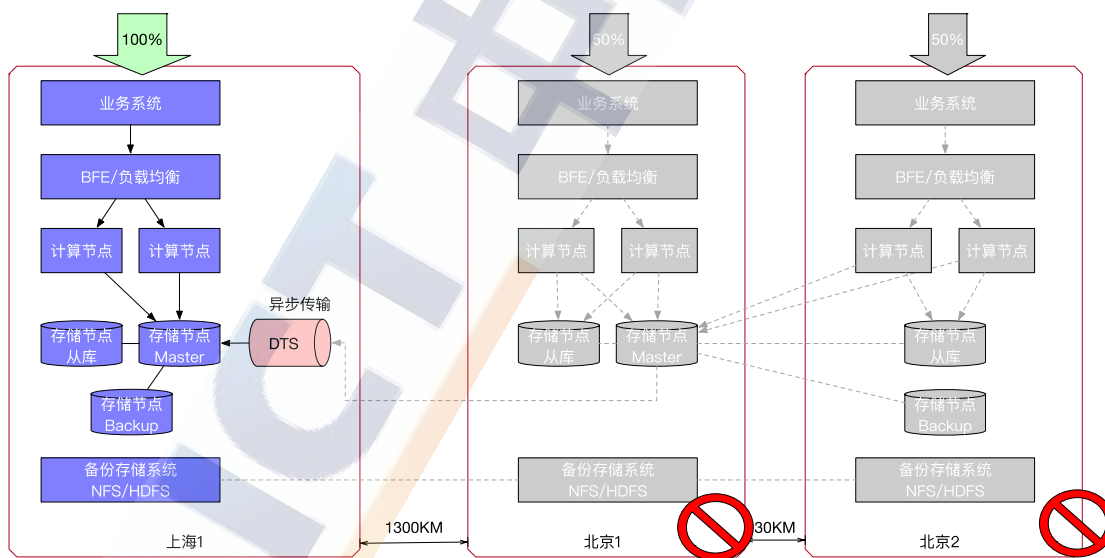 100%
50%
50%
业务系统
业务系统
业务系统
BFE/负载均衡
BFE/负载均衡
BFE/负载均衡
计算节点
计算节点
计算节点
计算节点
计算节点
计算节点
异步传输
存储节点
从库
存储节点
Master
DTS
存储节点
从库
存储节点
Master
存储节点
从库
存储节点
Backup
存储节点
Backup
备份存储系统
NFS/HDFS
备份存储系统
NFS/HDFS
备份存储系统
NFS/HDFS
1300KM
30KM
上海1
北京1
北京2
ICT